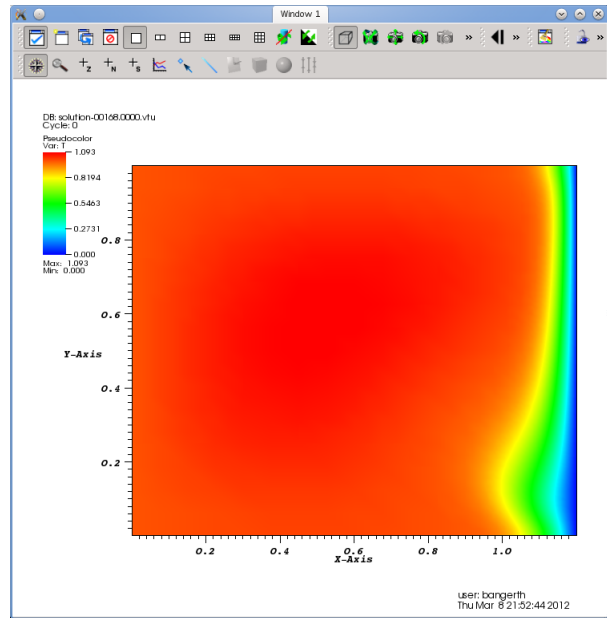 Window 1
+z
+N
+s
»
»
»
DB: solution-00168.0000.vtu
Cycle: 0
Pseudocolor
Var: T
1.093
0.8194
0.5463
0.2731
0.000
Max: 1.093
Min: 0.000
0.8
0.6
Y-Axis
0.4
0.2
0.2 0.4 0.6 0.8 1.0
X-Axis
user: bangerth
Thu Mar 8 21:52:44 2012